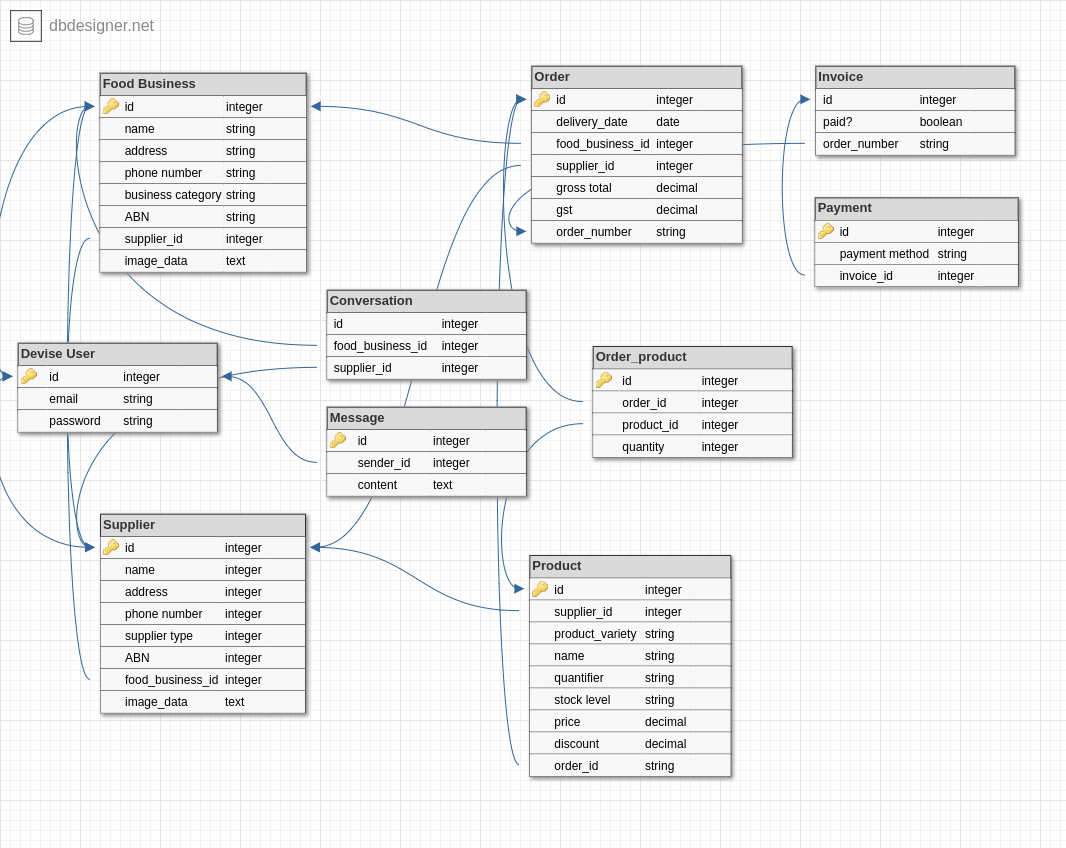 dbdesigner.net
Food Business
id integer
name string
address string
phone number string
business category string
ABN string
supplier_id integer
image_data text
Order
id integer
delivery_date date
food_business_id integer
supplier_id integer
gross total decimal
gst decimal
order_number string
Invoice
id integer
paid? boolean
order_number string
Payment
id integer
payment method string
invoice_id integer
Conversation
id integer
food_business_id integer
supplier_id integer
Devise User
id integer
email string
password string
Message
id integer
sender_id integer
content text
Order_product
id integer
order_id integer
product_id integer
quantity integer
Supplier
id integer
name integer
address integer
phone number integer
supplier type integer
ABN integer
food_business_id integer
image_data text
Product
id integer
supplier_id integer
product_variety string
name string
quantifier string
stock level string
price decimal
discount decimal
order_id string